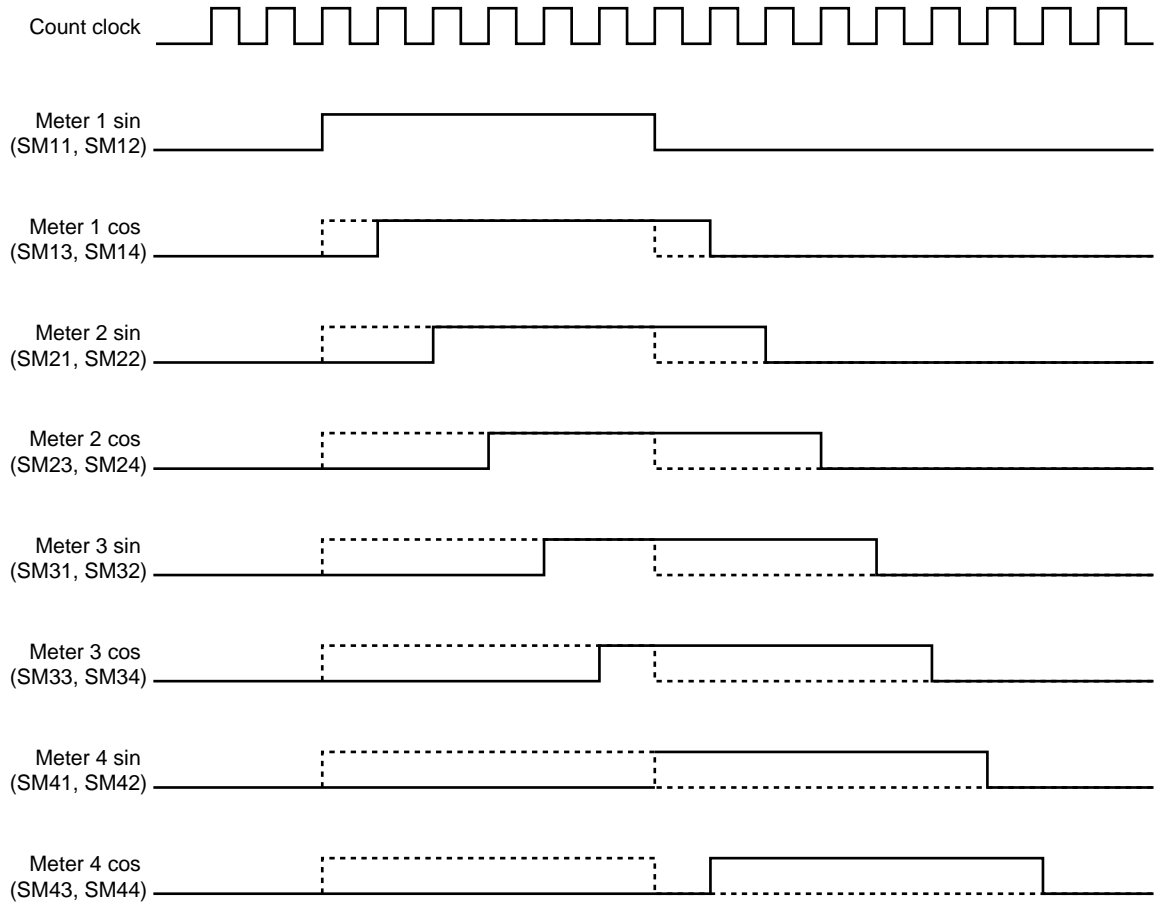 Count clock
Meter 1 sin
(SM11, SM12)
Meter 1 cos
(SM13, SM14)
Meter 2 sin
(SM21, SM22)
Meter 2 cos
(SM23, SM24)
Meter 3 sin
(SM31, SM32)
Meter 3 cos
(SM33, SM34)
Meter 4 sin
(SM41, SM42)
Meter 4 cos
(SM43, SM44)